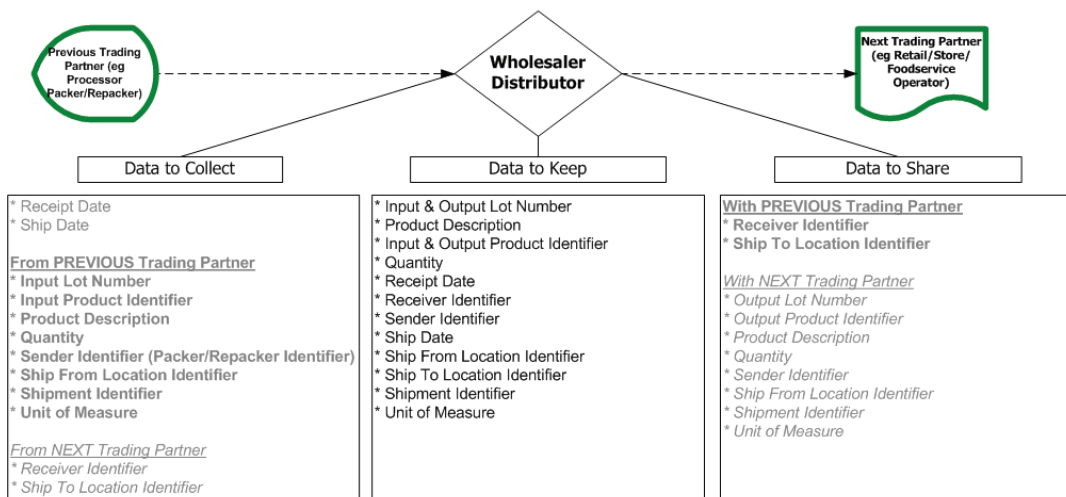 Previous Trading
Partner (eg
Processor
Packer/Repacker)
Wholesaler
Distributor
Next Trading Partner
(eg Retail/Store/
Foodservice
Operator)
Data to Collect
* Receipt Date
* Ship Date
From PREVIOUS Trading Partner
* Input Lot Number
* Input Product Identifier
* Product Description
* Quantity
* Sender Identifier (Packer/Repacker Identifier)
* Ship From Location Identifier
* Shipment Identifier
* Unit of Measure
From NEXT Trading Partner
* Receiver Identifier
* Ship To Location Identifier
Data to Keep
* Input & Output Lot Number
* Product Description
* Input & Output Product Identifier
* Quantity
* Receipt Date
* Receiver Identifier
* Sender Identifier
* Ship Date
* Ship From Location Identifier
* Ship To Location Identifier
* Shipment Identifier
* Unit of Measure
Data to Share
With PREVIOUS Trading Partner
* Receiver Identifier
* Ship To Location Identifier
With NEXT Trading Partner
* Output Lot Number
* Output Product Identifier
* Product Description
* Quantity
* Sender Identifier
* Ship From Location Identifier
* Shipment Identifier
* Unit of Measure